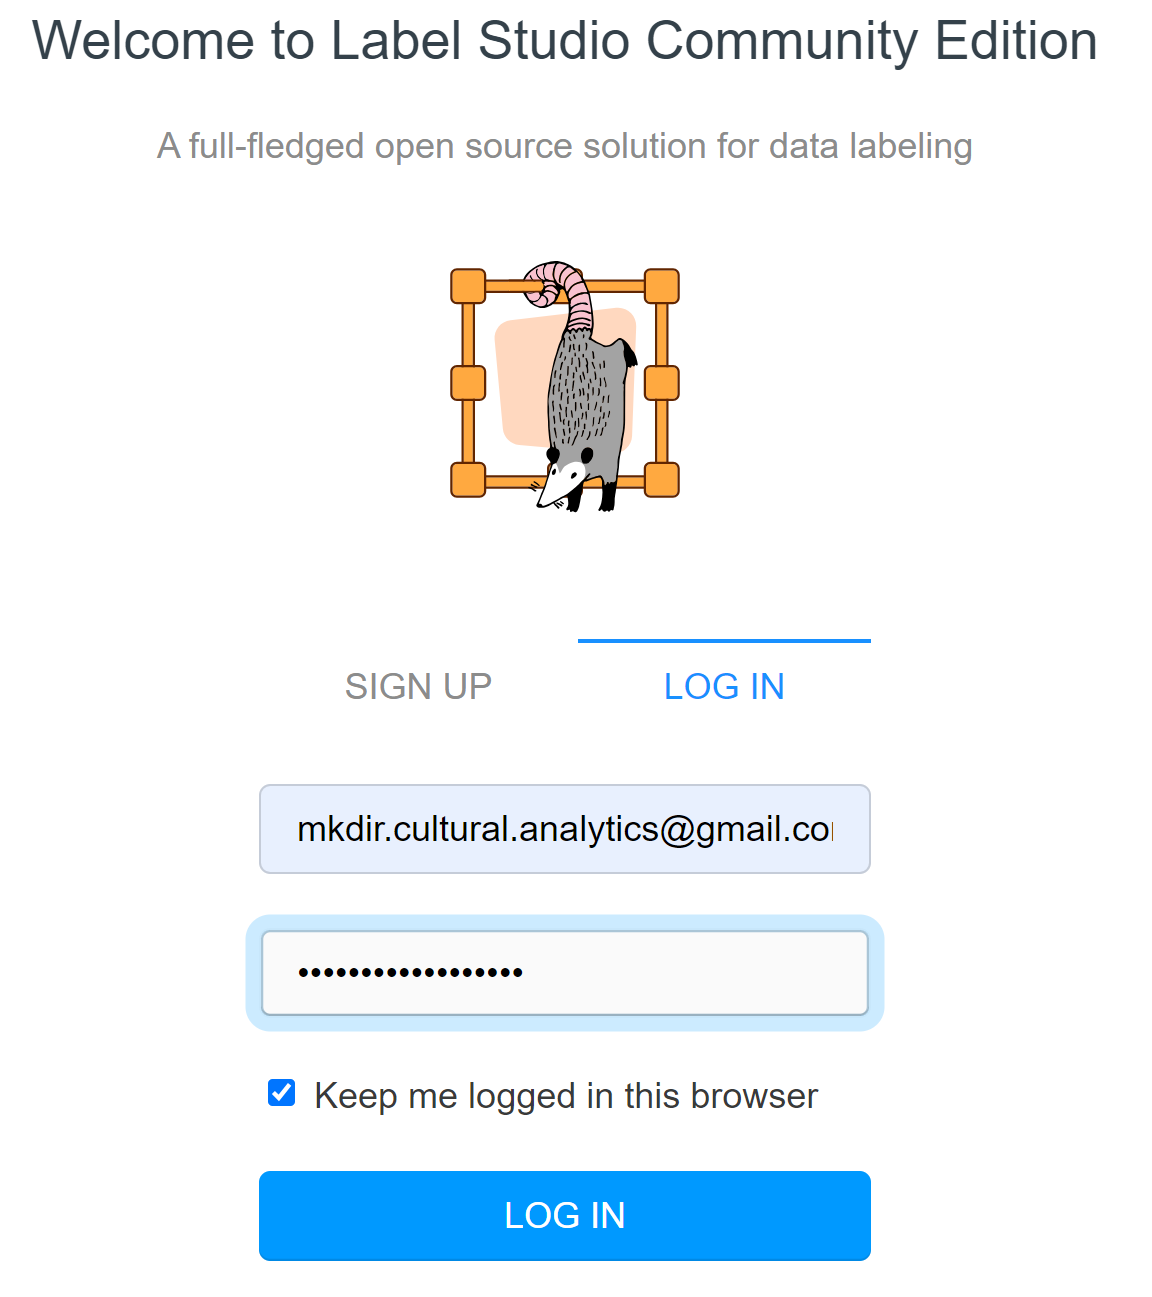 Welcome to Label Studio Community Edition
A full-fledged open source solution for data labeling
SIGN UP
LOG IN
mkdir.cultural.analytics@gmail.co
••••••••••••••••••
Keep me logged in this browser
LOG IN